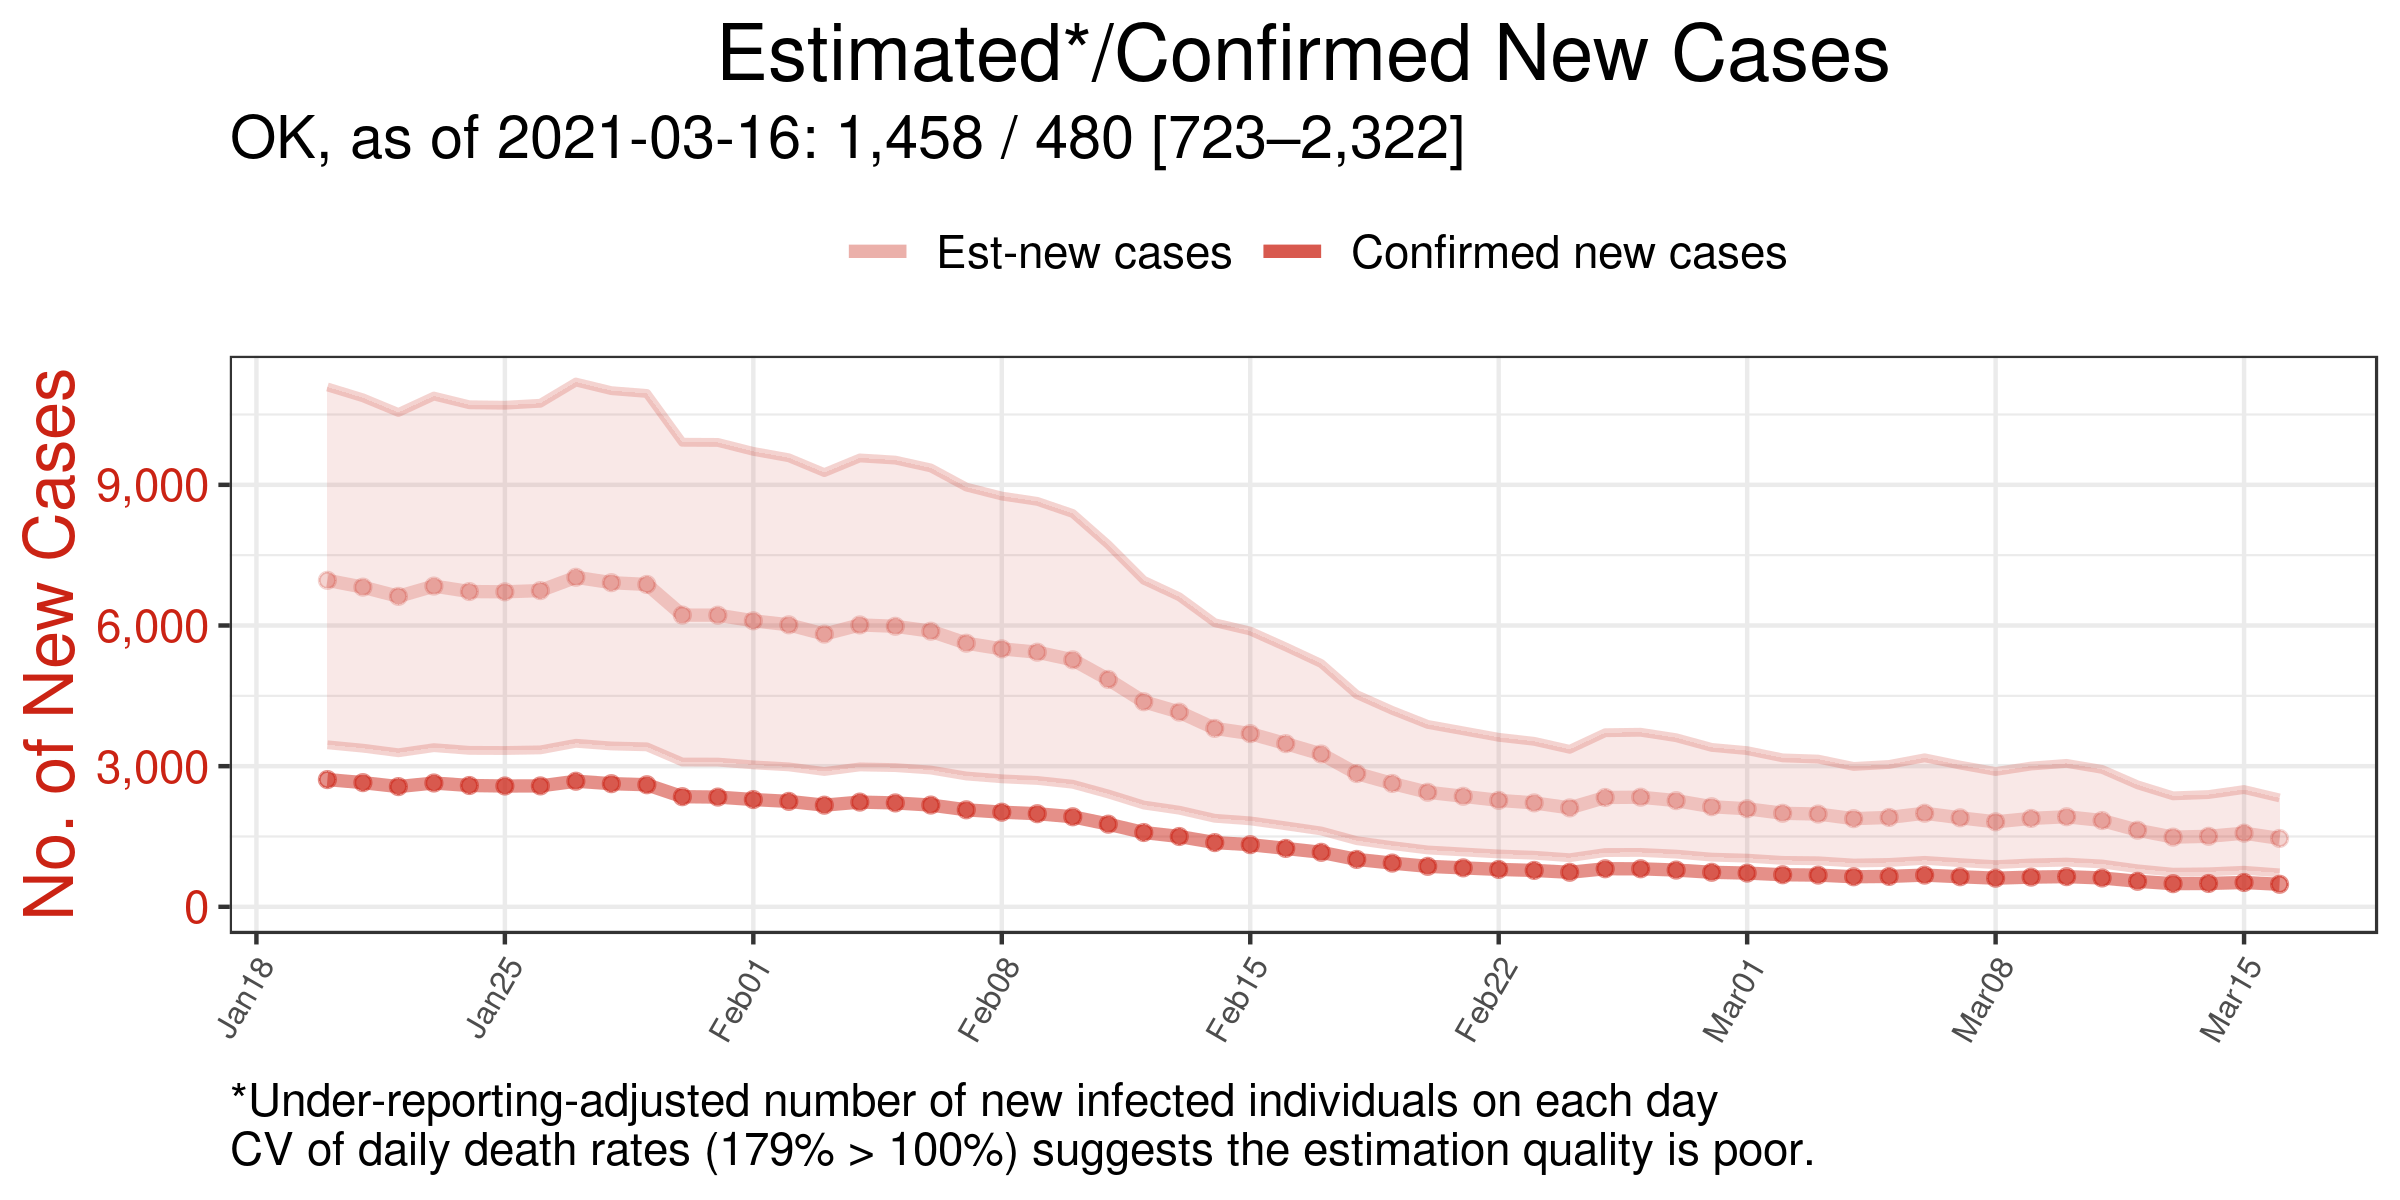 Estimated*/Confirmed New Cases
OK, as of 2021-03-16: 1,458 / 480 [723–2,322]
Est-new cases Confirmed new cases
No. of New Cases
9,000
6,000
3,000
0
Jan18 Jan25 Feb01 Feb08 Feb15 Feb22 Mar01 Mar08 Mar15
*Under-reporting-adjusted number of new infected individuals on each day
CV of daily death rates (179% > 100%) suggests the estimation quality is poor.